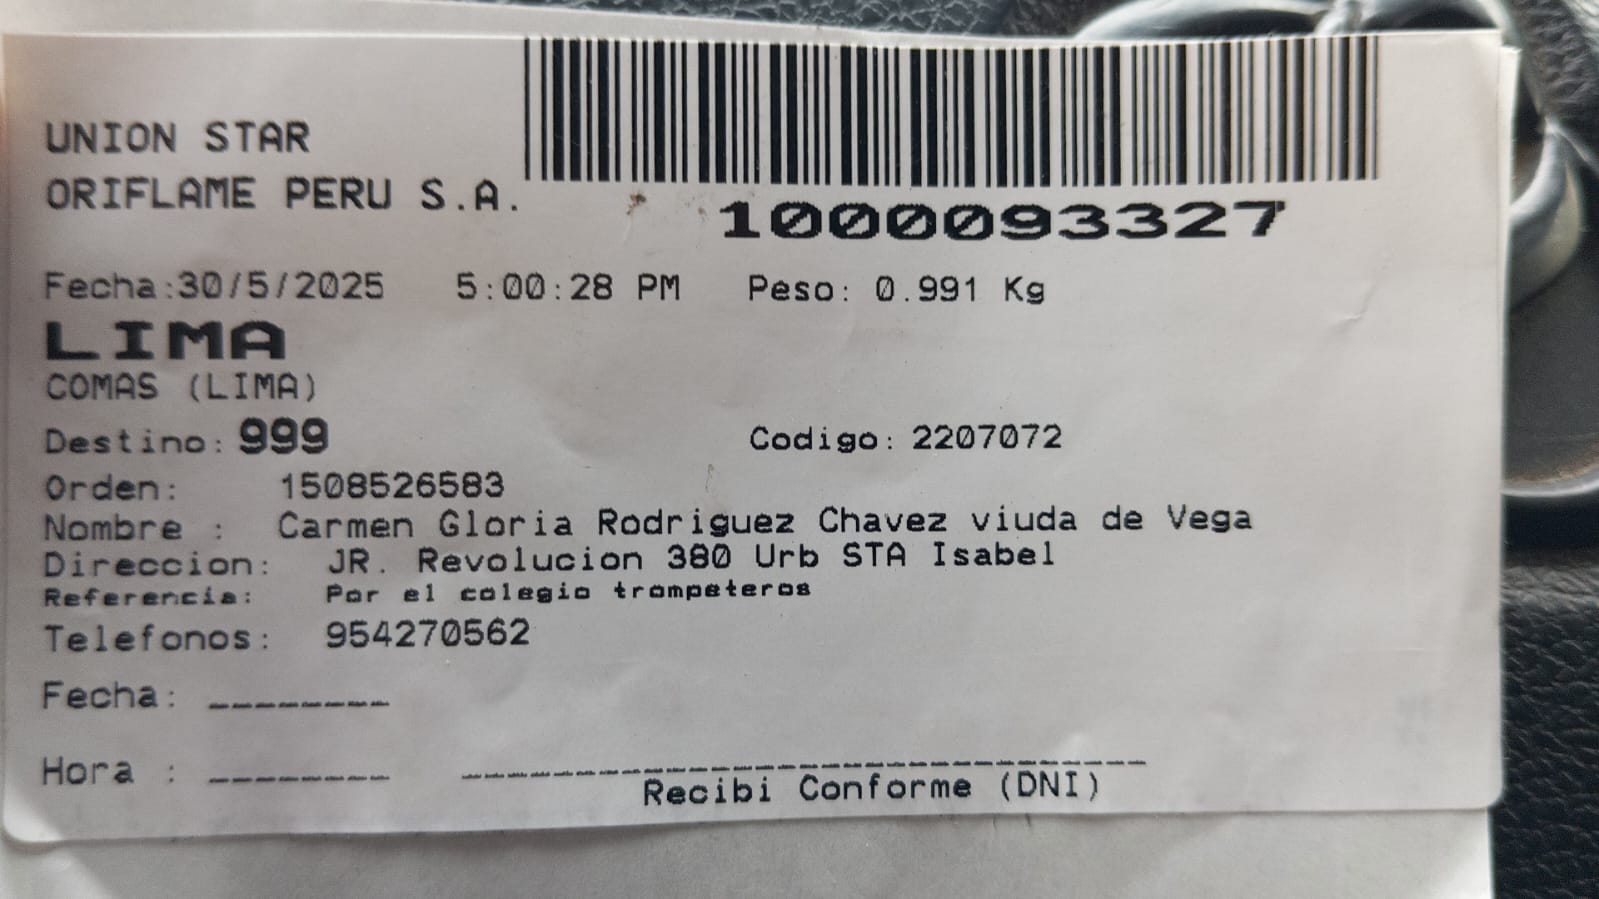 UNION STAR
ORIFLAME PERU S.A.
1000093327
Fecha:30/5/2025 5:00:28 PM Peso: 0.991 Kg
LIMA
COMAS (LIMA)
Destino: 999 Codigo: 2207072
Orden: 1508526583
Nombre : Carmen Gloria Rodriguez Chavez viuda de Vega
Direccion: JR. Revolucion 380 Urb STA Isabel
Referencia: Por el colegio trompeteros
Telefonos: 954270562
Fecha: _________
Hora : _________
Recibi Conforme (DNI)